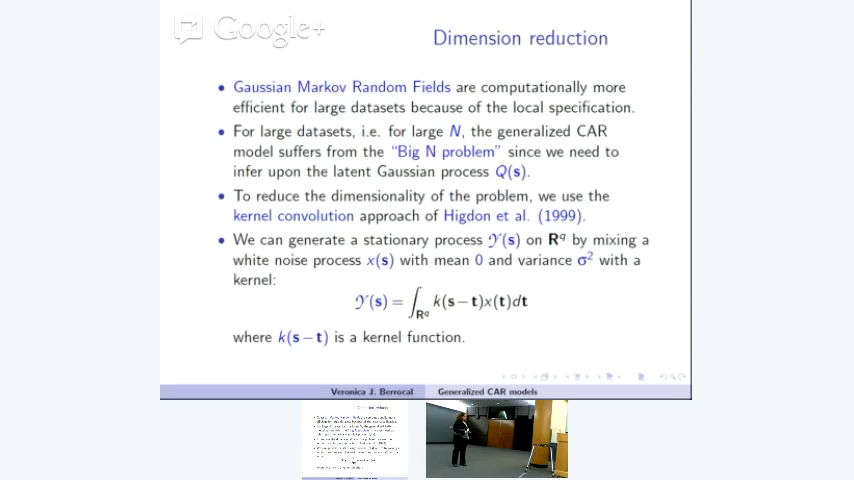 Google+
Dimension reduction
• Gaussian Markov Random Fields are computationally more
efficient for large datasets because of the local specification.
• For large datasets, i.e. for large N, the generalized CAR
model suffers from the “Big N problem” since we need to
infer upon the latent Gaussian process Q(s).
• To reduce the dimensionality of the problem, we use the
kernel convolution approach of Higdon et al. (1999).
• We can generate a stationary process 𝒴(s) on R^q by mixing a
white noise process x(s) with mean 0 and variance σ² with a
kernel:
𝒴(s) = ∫_{R^q} k(s−t)x(t)dt
where k(s−t) is a kernel function.
Veronica J. Berrocal Generalized CAR models